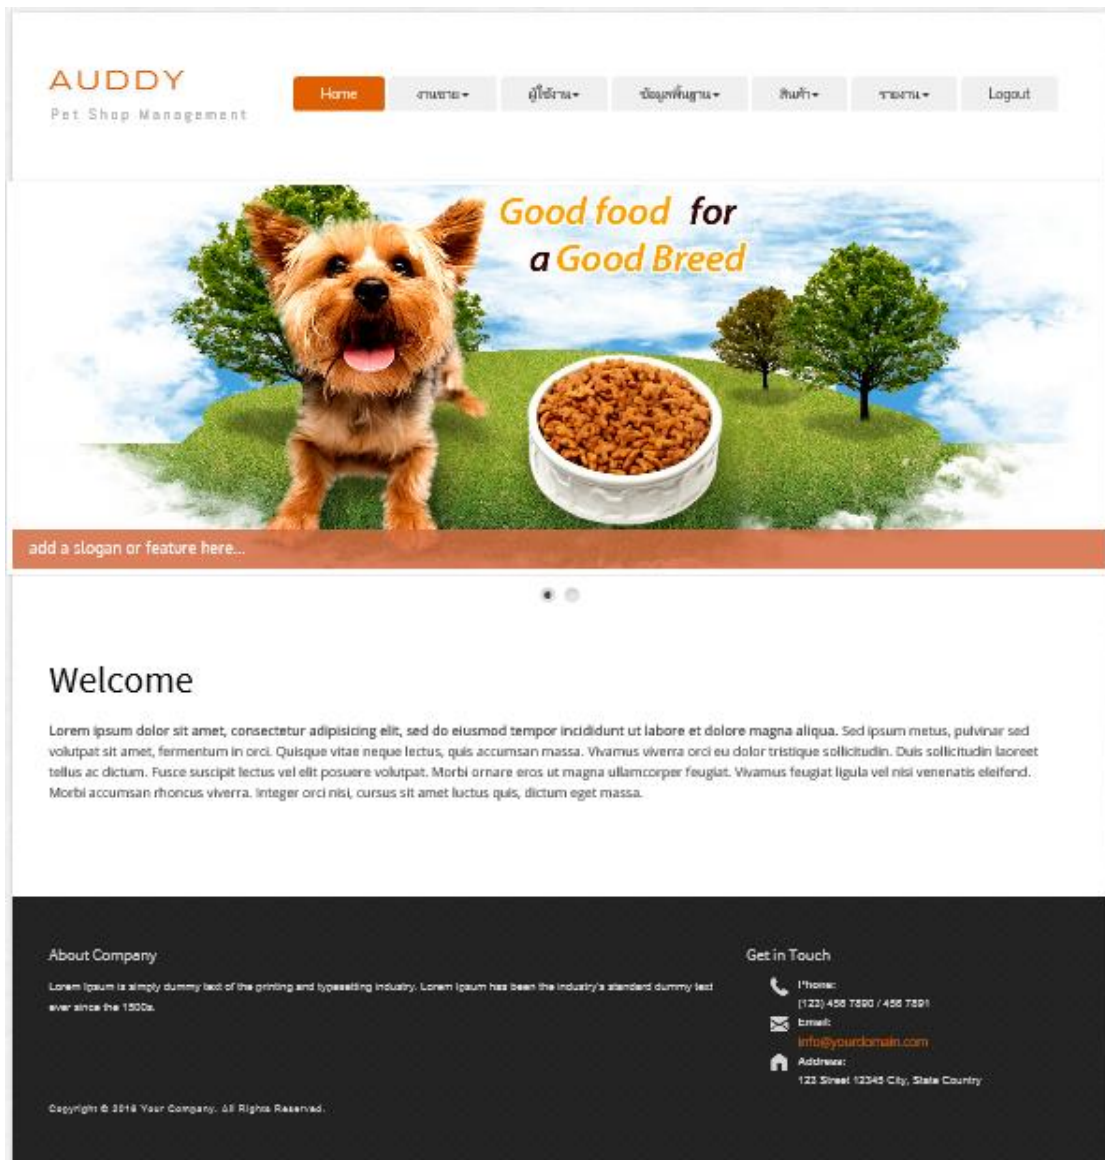 AUDDY
Pet Shop Management
Home งานขาย ผู้ใช้งาน ข้อมูลพื้นฐาน สินค้า รายงาน Logout
Good food for
a Good Breed
add a slogan or feature here...
Welcome
Lorem ipsum dolor sit amet, consectetur adipisicing elit, sed do eiusmod tempor incididunt ut labore et dolore magna aliqua. Sed ipsum metus, pulvinar sed
volutpat sit amet, fermentum in orci. Quisque vitae neque lectus, quis accumsan massa. Vivamus viverra orci eu dolor tristique sollicitudin. Duis sollicitudin laoreet
tellus ac dictum. Fusce suscipit lectus vel elit posuere volutpat. Morbi ornare eros ut magna ullamcorper feugiat. Vivamus feugiat ligula vel nisi venenatis eleifend.
Morbi accumsan rhoncus viverra. Integer orci nisi, cursus sit amet luctus quis, dictum eget massa.
About Company
Lorem Ipsum is simply dummy text of the printing and typesetting industry. Lorem Ipsum has been the industry's standard dummy text
ever since the 1500s.
Get in Touch
Phone:
(123) 456 7890 / 456 7891
Email:
info@yourdomain.com
Address:
123 Street 12345 City, State Country
Copyright © 2016 Your Company. All Rights Reserved.